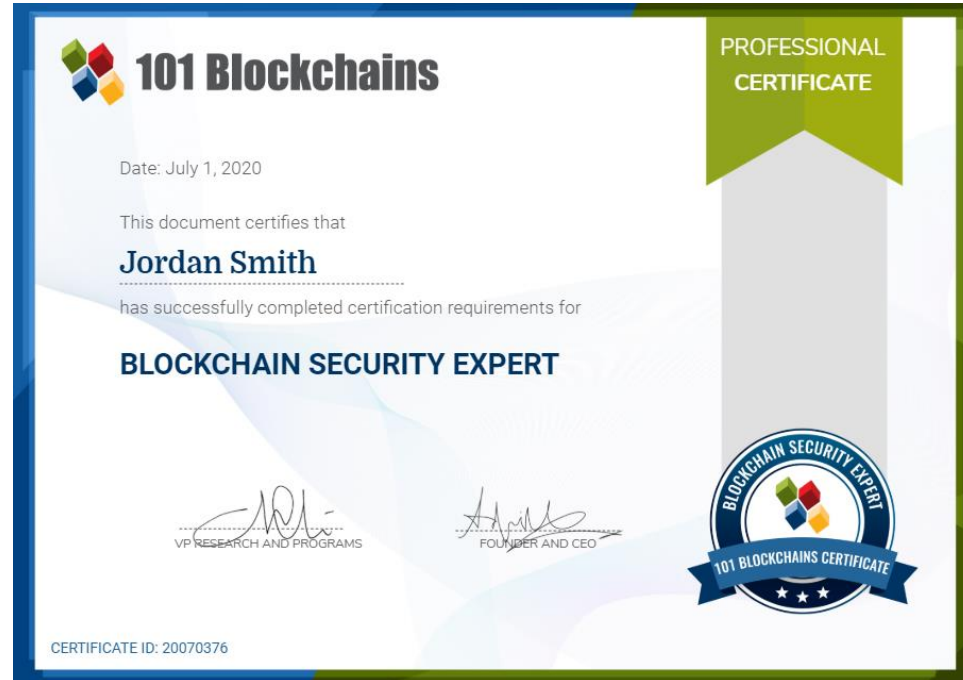 101 Blockchains
PROFESSIONAL
CERTIFICATE
Date: July 1, 2020
This document certifies that
Jordan Smith
has successfully completed certification requirements for
BLOCKCHAIN SECURITY EXPERT
VP RESEARCH AND PROGRAMS
FOUNDER AND CEO
BLOCKCHAIN SECURITY EXPERT
101 BLOCKCHAINS CERTIFICATE
CERTIFICATE ID: 20070376